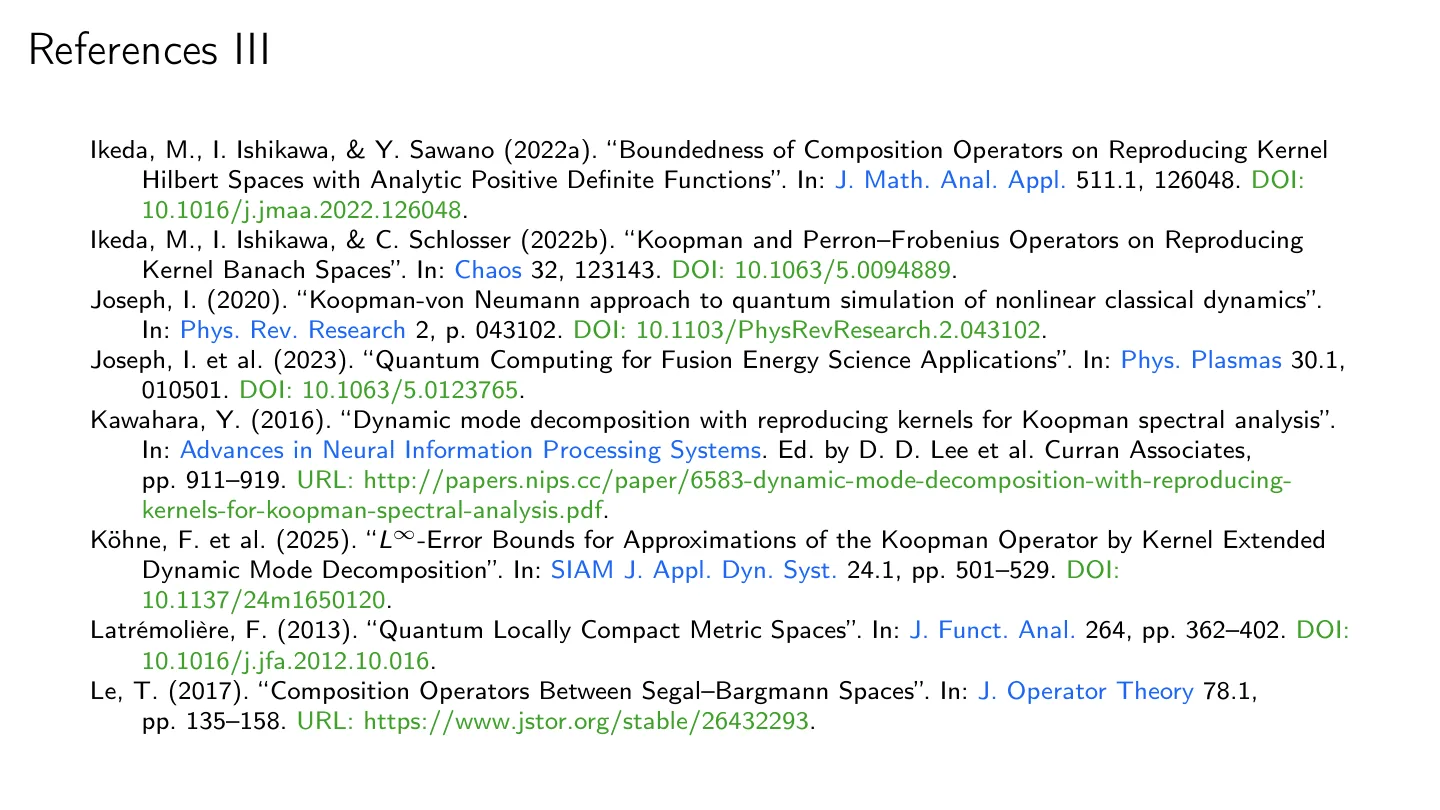 References III
Ikeda, M., I. Ishikawa, & Y. Sawano (2022a). “Boundedness of Composition Operators on Reproducing Kernel
Hilbert Spaces with Analytic Positive Definite Functions”. In: J. Math. Anal. Appl. 511.1, 126048. DOI:
10.1016/j.jmaa.2022.126048.
Ikeda, M., I. Ishikawa, & C. Schlosser (2022b). “Koopman and Perron–Frobenius Operators on Reproducing
Kernel Banach Spaces”. In: Chaos 32, 123143. DOI: 10.1063/5.0094889.
Joseph, I. (2020). “Koopman-von Neumann approach to quantum simulation of nonlinear classical dynamics”.
In: Phys. Rev. Research 2, p. 043102. DOI: 10.1103/PhysRevResearch.2.043102.
Joseph, I. et al. (2023). “Quantum Computing for Fusion Energy Science Applications”. In: Phys. Plasmas 30.1,
010501. DOI: 10.1063/5.0123765.
Kawahara, Y. (2016). “Dynamic mode decomposition with reproducing kernels for Koopman spectral analysis”.
In: Advances in Neural Information Processing Systems. Ed. by D. D. Lee et al. Curran Associates,
pp. 911–919. URL: http://papers.nips.cc/paper/6583-dynamic-mode-decomposition-with-reproducing-
kernels-for-koopman-spectral-analysis.pdf.
Köhne, F. et al. (2025). “L∞-Error Bounds for Approximations of the Koopman Operator by Kernel Extended
Dynamic Mode Decomposition”. In: SIAM J. Appl. Dyn. Syst. 24.1, pp. 501–529. DOI:
10.1137/24m1650120.
Latrémolière, F. (2013). “Quantum Locally Compact Metric Spaces”. In: J. Funct. Anal. 264, pp. 362–402. DOI:
10.1016/j.jfa.2012.10.016.
Le, T. (2017). “Composition Operators Between Segal–Bargmann Spaces”. In: J. Operator Theory 78.1,
pp. 135–158. URL: https://www.jstor.org/stable/26432293.